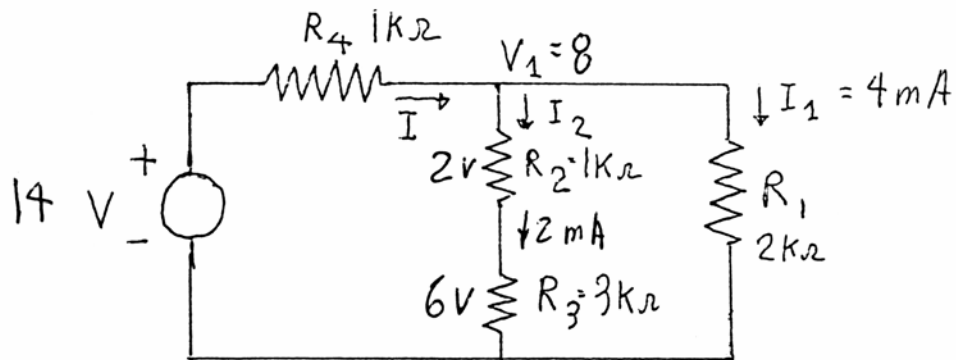 R4 1KΩ
V1 = 8
I
I2
I1 = 4mA
+
14 V
-
2v
R2=1KΩ
R1
2KΩ
2mA
6v
R3=3KΩ